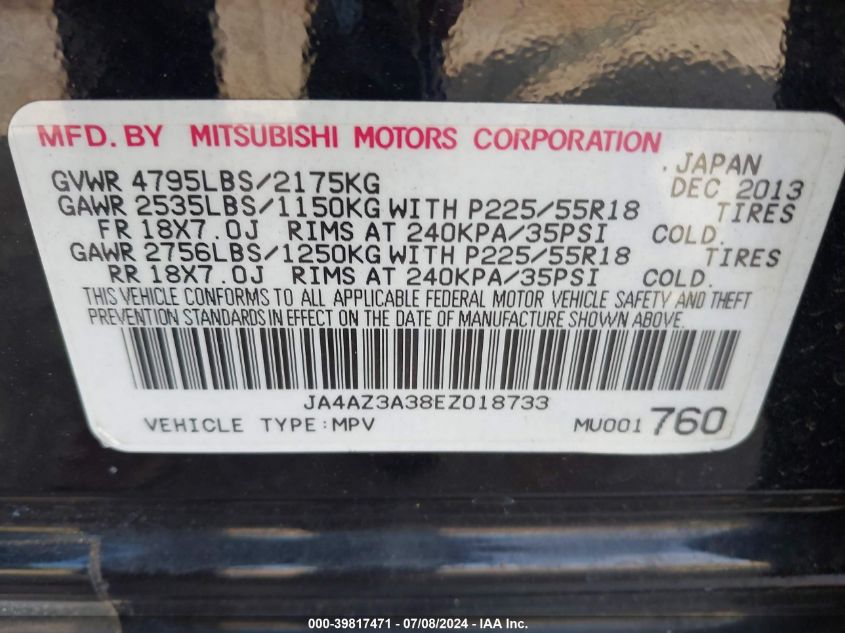 MFD. BY MITSUBISHI MOTORS CORPORATION
. JAPAN
GVWR 4795LBS/2175KG DEC 2013
GAWR 2535LBS/1150KG WITH P225/55R18 TIRES
FR 18X7.0J RIMS AT 240KPA/35PSI COLD.
GAWR 2756LBS/1250KG WITH P225/55R18 TIRES
RR 18X7.0J RIMS AT 240KPA/35PSI COLD.
THIS VEHICLE CONFORMS TO ALL APPLICABLE FEDERAL MOTOR VEHICLE SAFETY AND THEFT
PREVENTION STANDARDS IN EFFECT ON THE DATE OF MANUFACTURE SHOWN ABOVE.
JA4AZ3A38EZ018733
VEHICLE TYPE:MPV MU001 760
000-39817471 - 07/08/2024 - IAA Inc.